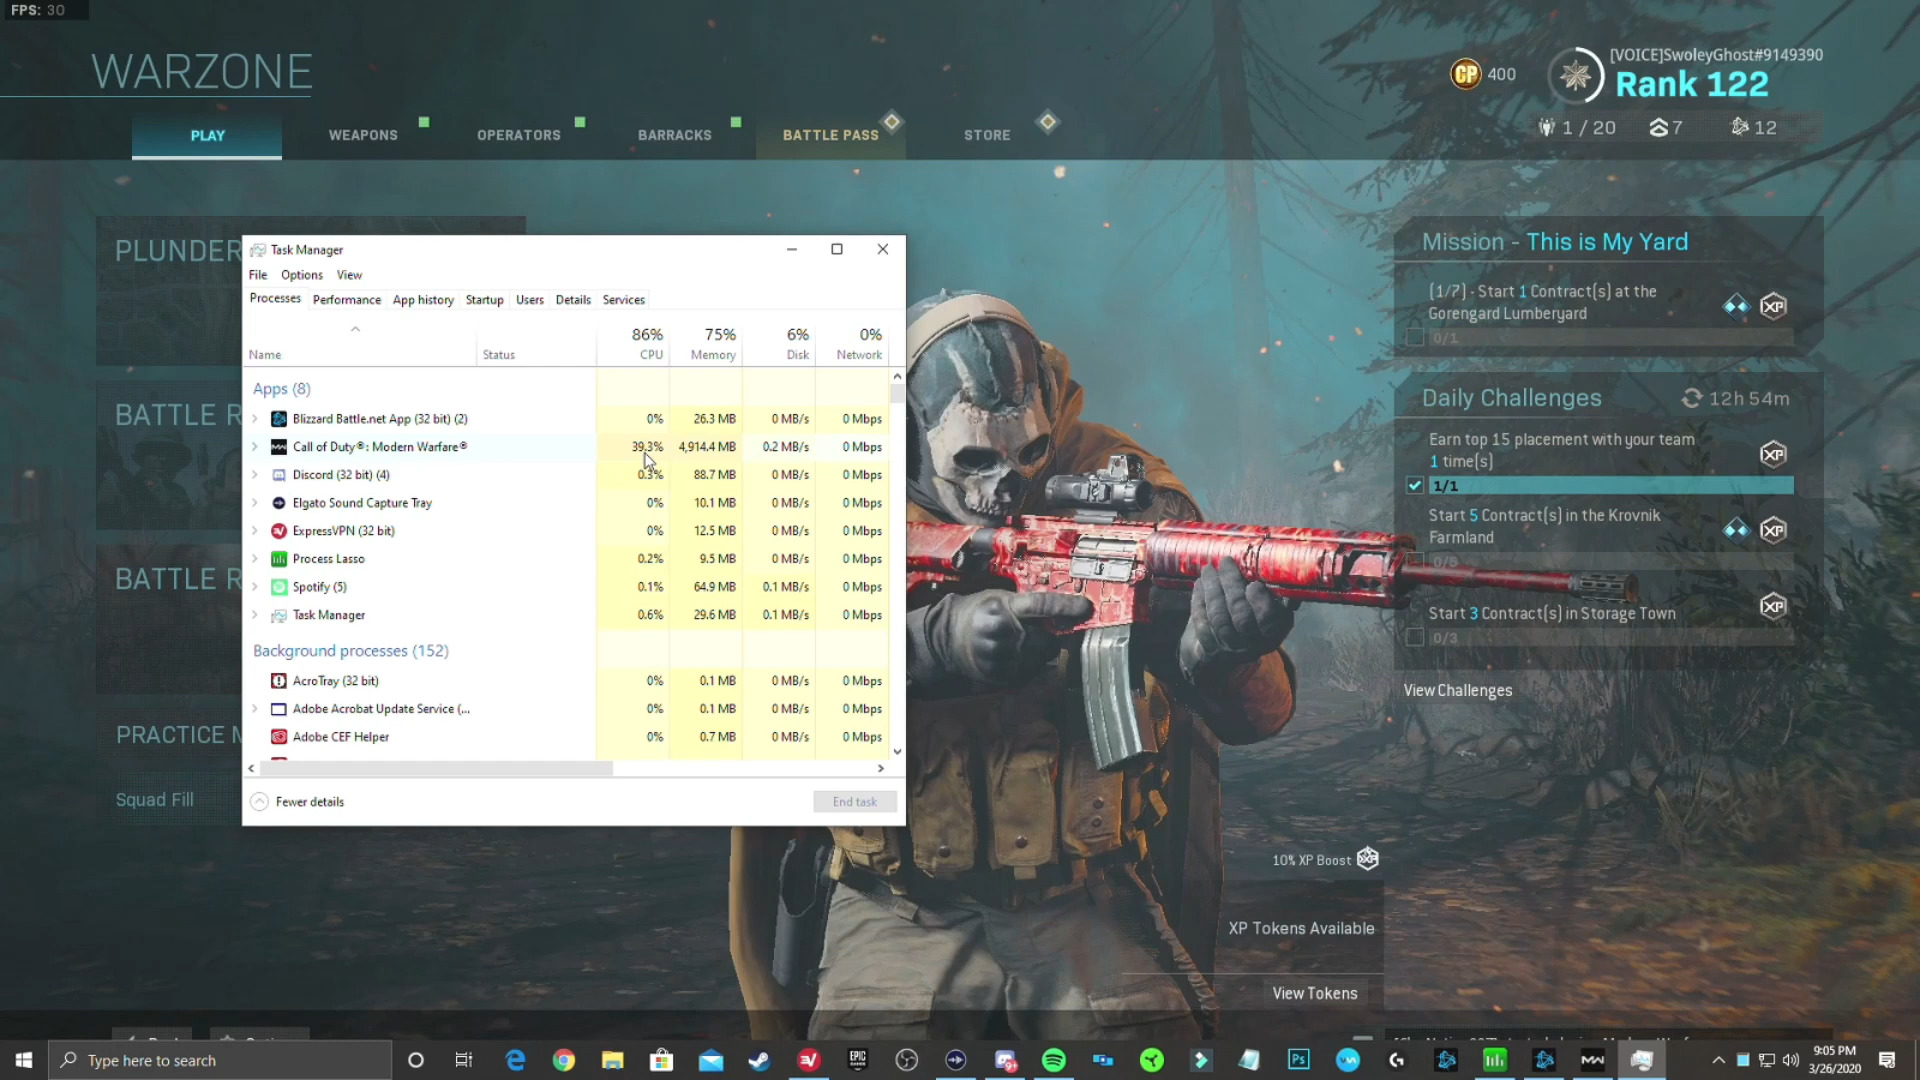 FPS: 30
WARZONE
400
[VOICE]SwoleyGhost#9149390
Rank 122
1 / 20
7
12
PLAY
WEAPONS
OPERATORS
BARRACKS
BATTLE PASS
STORE
PLUNDER
BATTLE R
BATTLE R
PRACTICE M
Squad Fill
Task Manager
File Options View
Processes Performance App history Startup Users Details Services
86% 75% 6% 0%
Name Status CPU Memory Disk Network
Apps (8)
Blizzard Battle.net App (32 bit) (2) 0% 26.3 MB 0 MB/s 0 Mbps
Call of Duty®: Modern Warfare® 39.3% 4,914.4 MB 0.2 MB/s 0 Mbps
Discord (32 bit) (4) 0.3% 88.7 MB 0 MB/s 0 Mbps
Elgato Sound Capture Tray 0% 10.1 MB 0 MB/s 0 Mbps
ExpressVPN (32 bit) 0% 12.5 MB 0 MB/s 0 Mbps
Process Lasso 0.2% 9.5 MB 0 MB/s 0 Mbps
Spotify (5) 0.1% 64.9 MB 0.1 MB/s 0 Mbps
Task Manager 0.6% 29.6 MB 0.1 MB/s 0 Mbps
Background processes (152)
AcroTray (32 bit) 0% 0.1 MB 0 MB/s 0 Mbps
Adobe Acrobat Update Service (... 0% 0.1 MB 0 MB/s 0 Mbps
Adobe CEF Helper 0% 0.7 MB 0 MB/s 0 Mbps
Fewer details
End task
Mission - This is My Yard
(1/7) - Start 1 Contract(s) at the
Gorengard Lumberyard
XP
0/1
Daily Challenges
12h 54m
Earn top 15 placement with your team
1 time(s)
XP
1/1
Start 5 Contract(s) in the Krovnik
Farmland
XP
0/5
Start 3 Contract(s) in Storage Town
XP
0/3
View Challenges
10% XP Boost
XP Tokens Available
View Tokens
Type here to search
EPIC
Ps
9:05 PM
3/26/2020